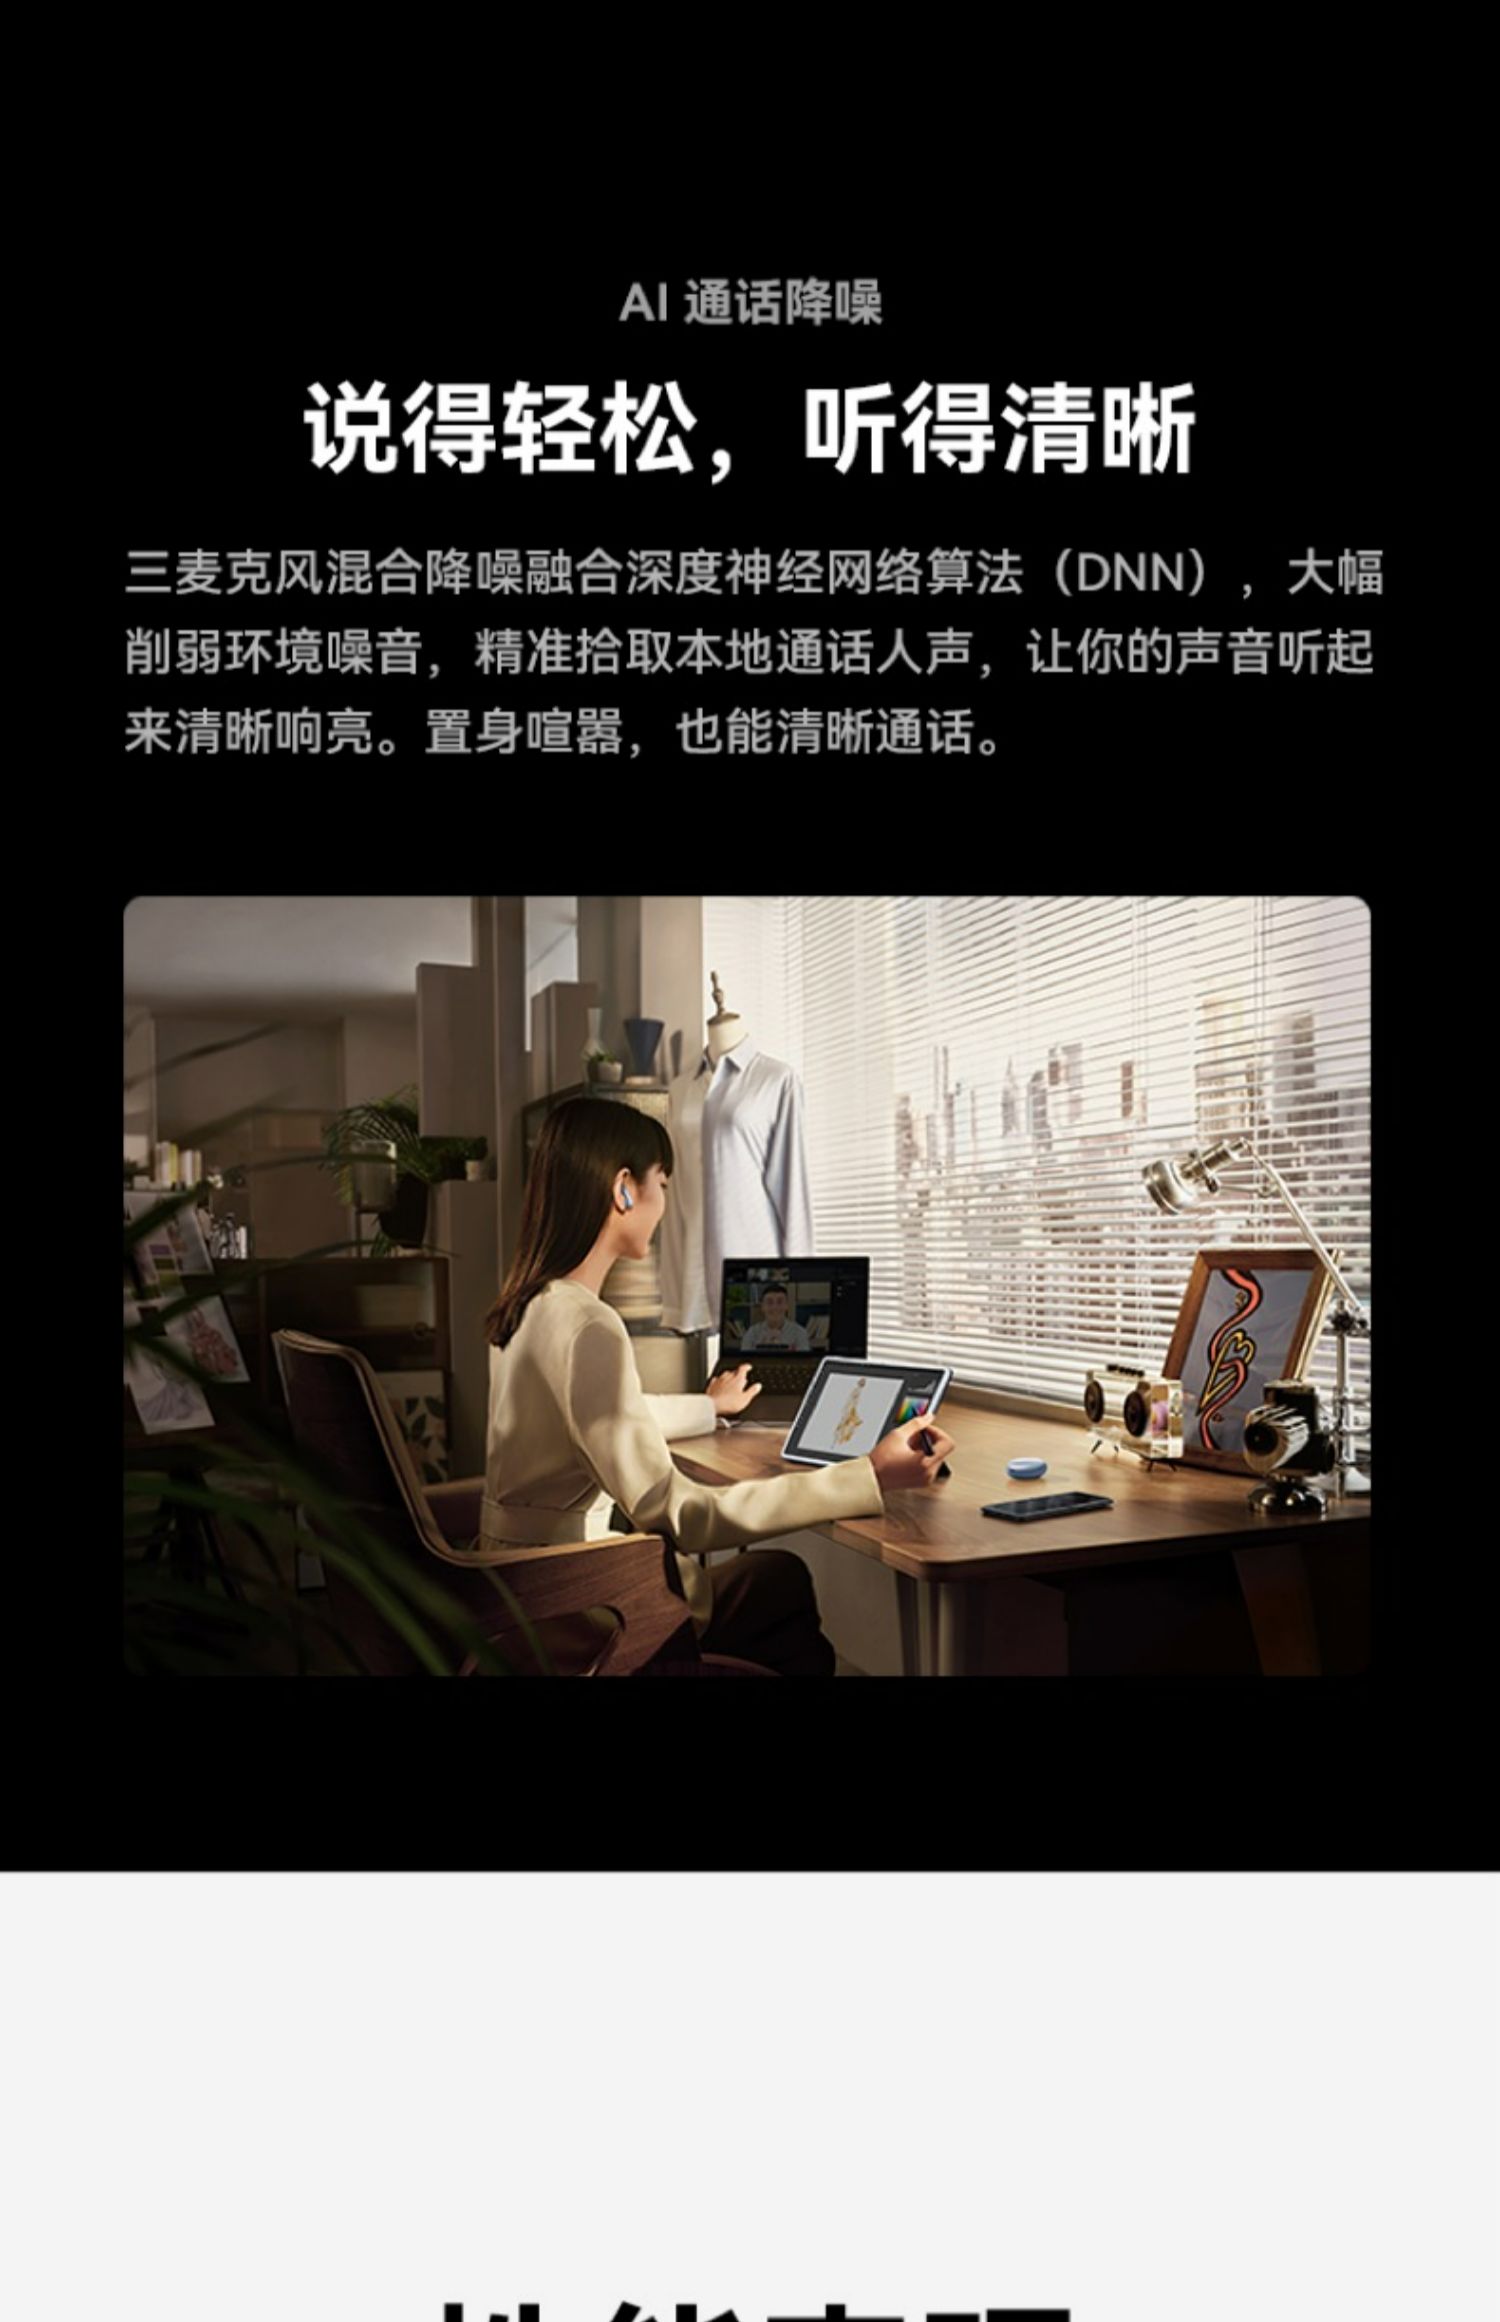 AI 通话降噪
说得轻松，听得清晰
三麦克风混合降噪融合深度神经网络算法（DNN），大幅
削弱环境噪音，精准拾取本地通话人声，让你的声音听起
来清晰响亮。置身喧嚣，也能清晰通话。